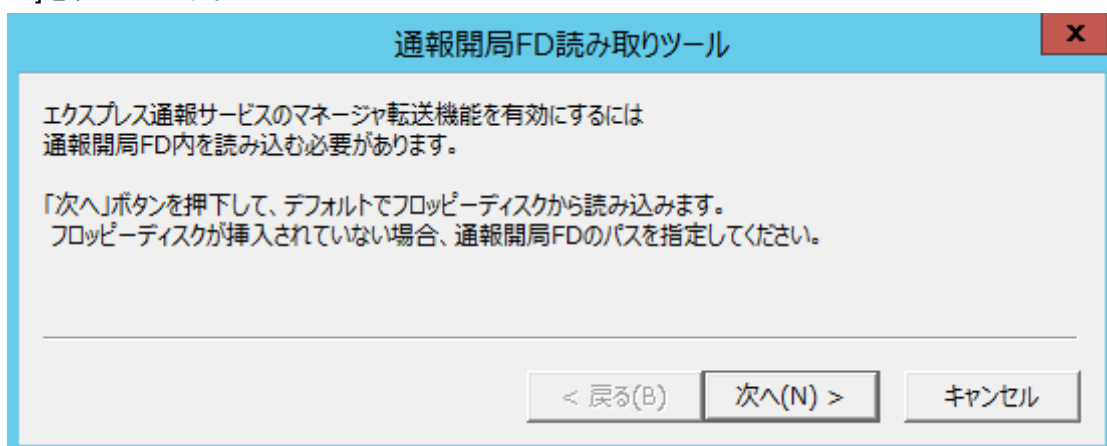 通報開局FD読み取りツール
x
エクスプレス通報サービスのマネージャ転送機能を有効にするには
通報開局FD内を読み込む必要があります。
「次へ」ボタンを押下して、デフォルトでフロッピーディスクから読み込みます。
フロッピーディスクが挿入されていない場合、通報開局FDのパスを指定してください。
< 戻る(B)
次へ(N) >
キャンセル